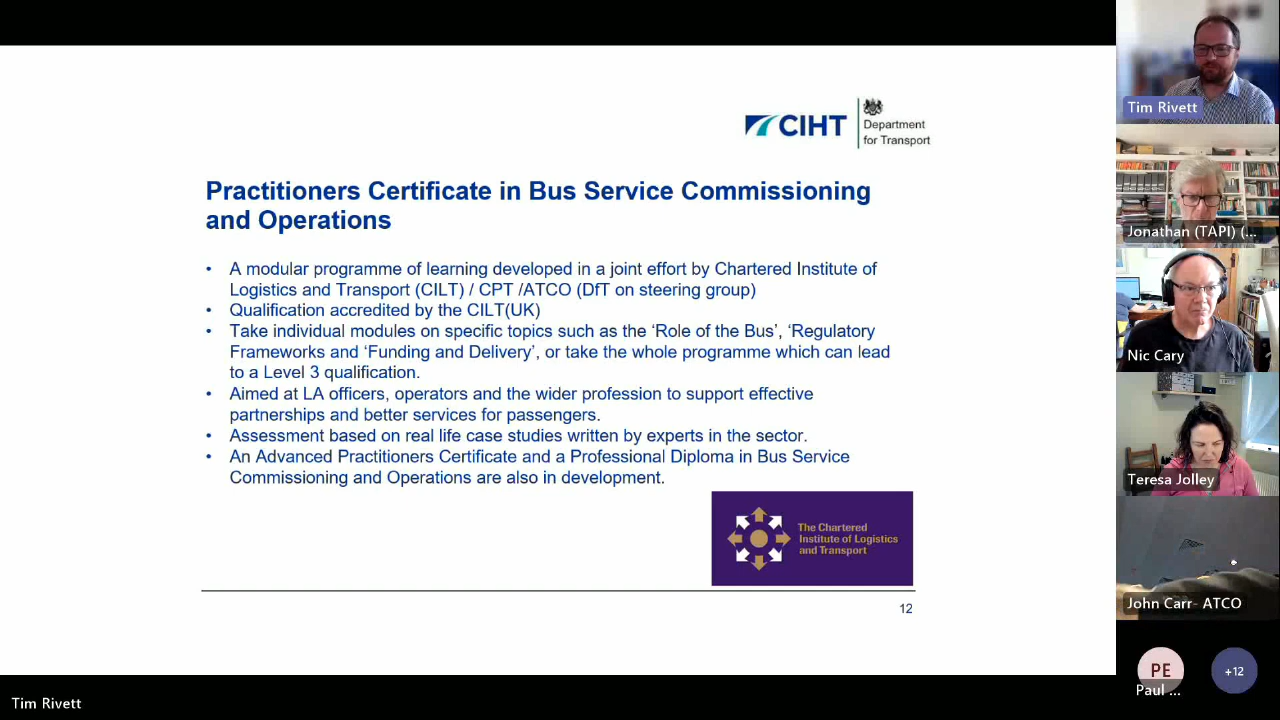 CIHT
Department
for Transport
Practitioners Certificate in Bus Service Commissioning
and Operations
• A modular programme of learning developed in a joint effort by Chartered Institute of
Logistics and Transport (CILT) / CPT /ATCO (DfT on steering group)
• Qualification accredited by the CILT(UK)
• Take individual modules on specific topics such as the ‘Role of the Bus’, ‘Regulatory
Frameworks and ‘Funding and Delivery’, or take the whole programme which can lead
to a Level 3 qualification.
• Aimed at LA officers, operators and the wider profession to support effective
partnerships and better services for passengers.
• Assessment based on real life case studies written by experts in the sector.
• An Advanced Practitioners Certificate and a Professional Diploma in Bus Service
Commissioning and Operations are also in development.
The Chartered
Institute of Logistics
and Transport
12
Tim Rivett
Tim Rivett
Jonathan (TAPI) (...
Nic Cary
Teresa Jolley
John Carr- ATCO
PE
Paul ...
+12